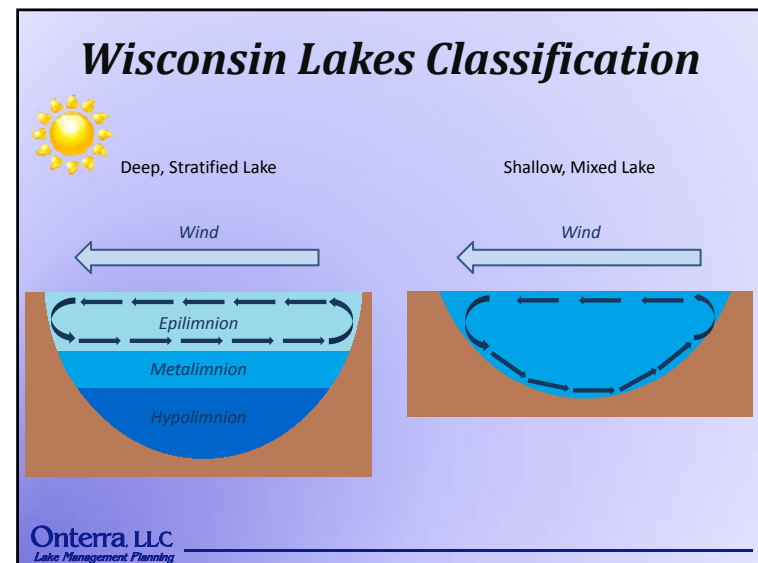 Wisconsin Lakes Classification
Deep, Stratified Lake
Shallow, Mixed Lake
Wind
Wind
Epilimnion
Metalimnion
Hypolimnion
Onterra, LLC
Lake Management Planning